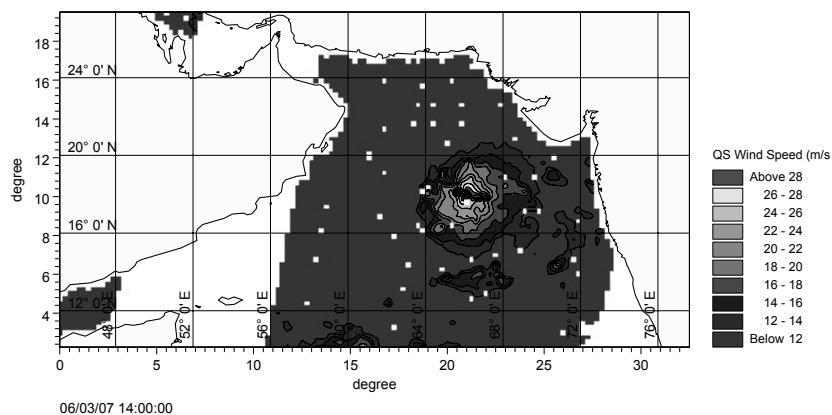 18
16
14
12
10
8
6
4
24° 0' N
20° 0' N
16° 0' N
12° 0' N
48° 0' E
52° 0' E
56° 0' E
60° 0' E
64° 0' E
68° 0' E
72° 0' E
76° 0' E
degree
0 5 10 15 20 25 30
degree
06/03/07 14:00:00
QS Wind Speed (m/s
Above 28
26 - 28
24 - 26
22 - 24
20 - 22
18 - 20
16 - 18
14 - 16
12 - 14
Below 12